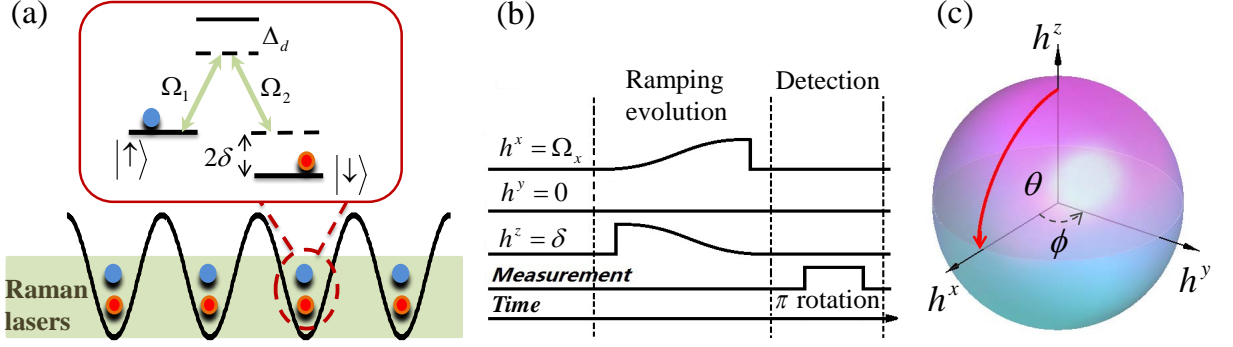 (a)
Δ_d
Ω_1
Ω_2
|↑⟩
2δ
|↓⟩
Raman
lasers
(b)
Ramping
evolution
Detection
h^x = Ω_x
h^y = 0
h^z = δ
Measurement
π rotation
Time
(c)
h^z
θ
ϕ
h^x
h^y